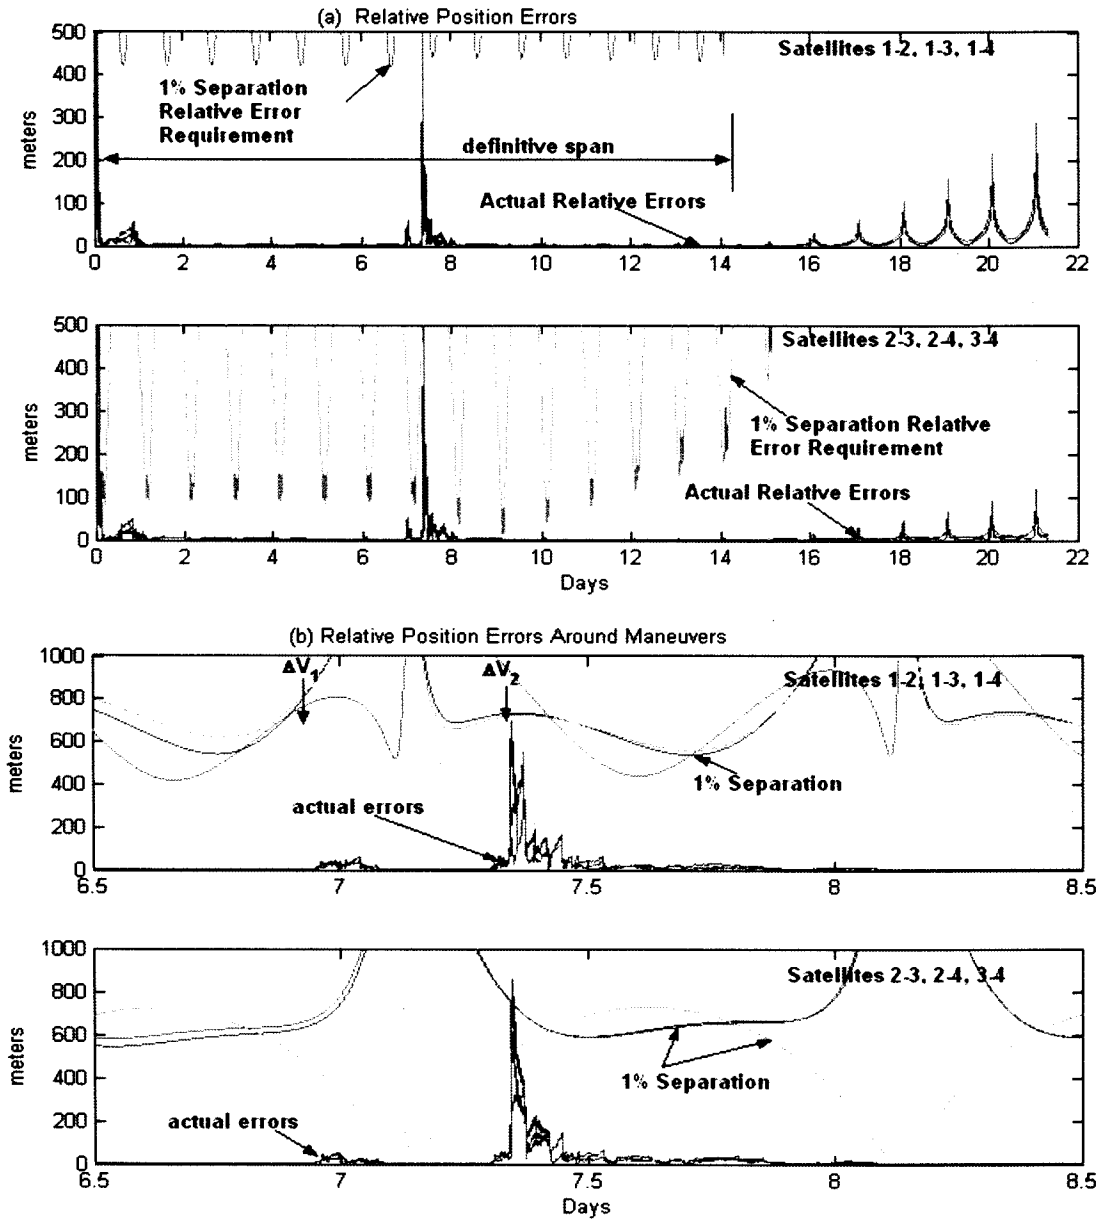 (a) Relative Position Errors
500
400
300
200
100
0
meters
Satellites 1-2, 1-3, 1-4
1% Separation
Relative Error
Requirement
definitive span
Actual Relative Errors
0 2 4 6 8 10 12 14 16 18 20 22
500
400
300
200
100
0
meters
Satellites 2-3, 2-4, 3-4
1% Separation Relative
Error Requirement
Actual Relative Errors
0 2 4 6 8 10 12 14 16 18 20 22
Days
(b) Relative Position Errors Around Maneuvers
1000
800
600
400
200
0
meters
ΔV1
ΔV2
Satellites 1-2, 1-3, 1-4
1% Separation
actual errors
6.5 7 7.5 8 8.5
1000
800
600
400
200
0
meters
Satellites 2-3, 2-4, 3-4
1% Separation
actual errors
6.5 7 7.5 8 8.5
Days